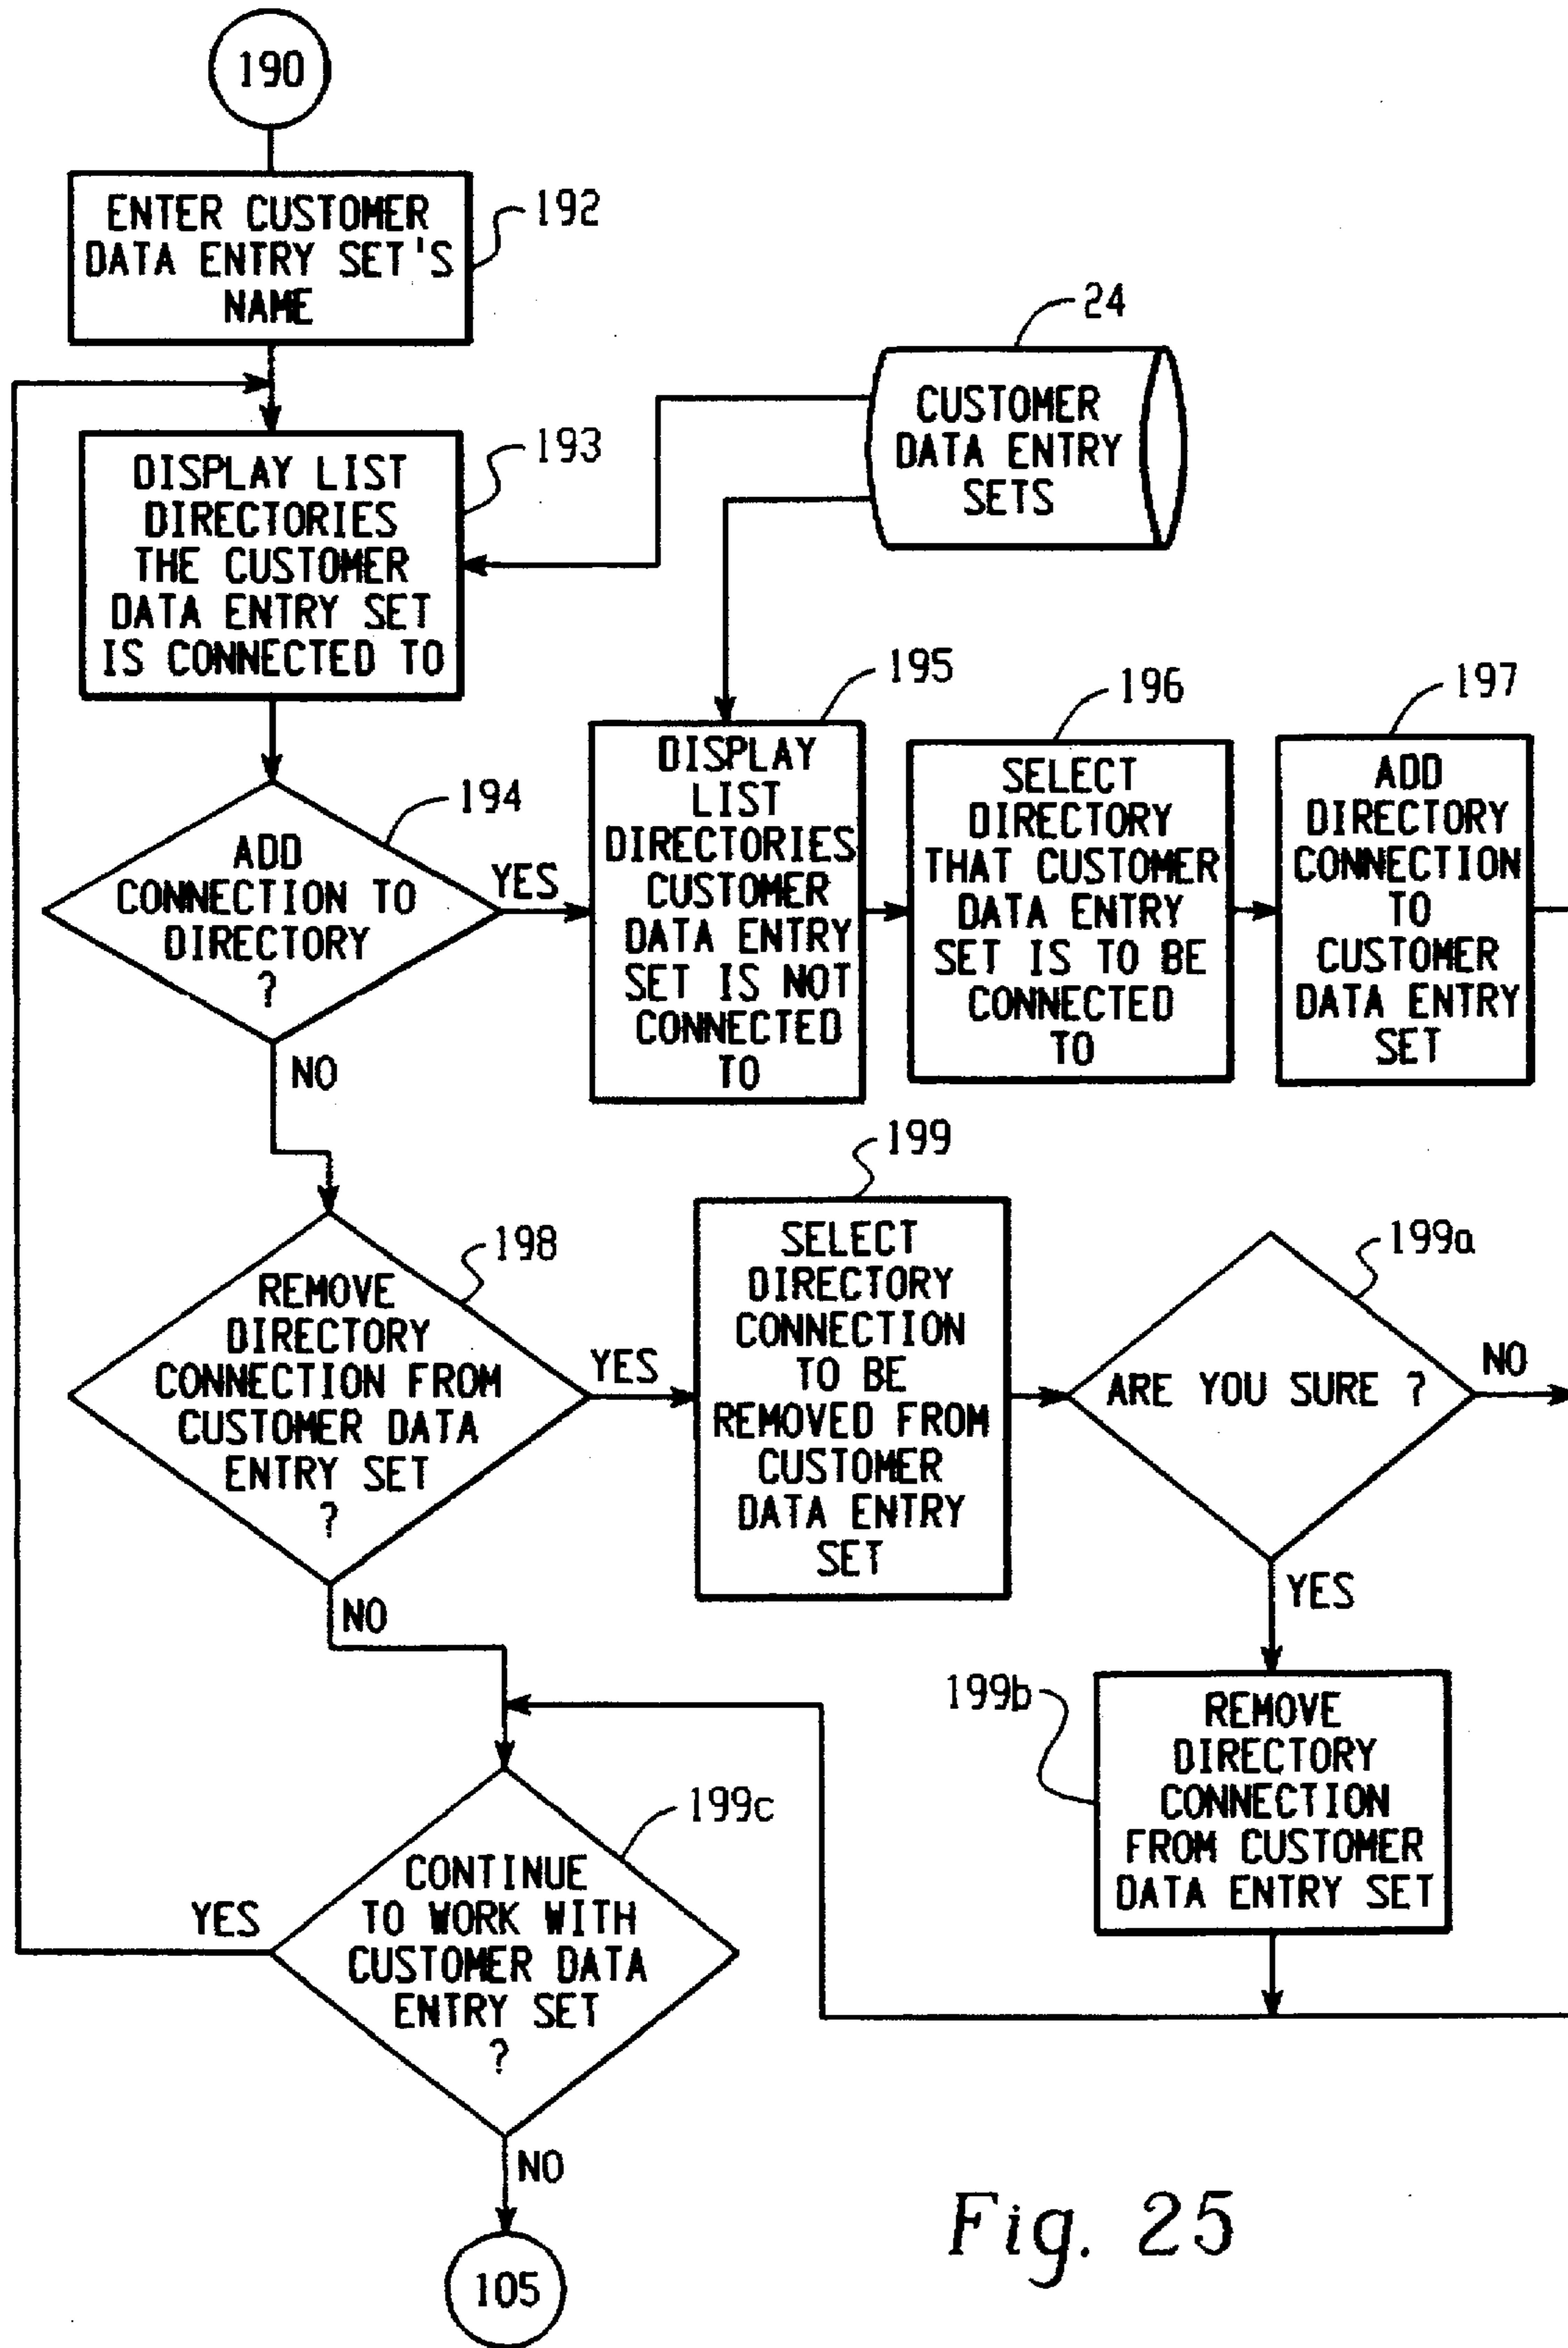 190
ENTER CUSTOMER
DATA ENTRY SET'S
NAME
192
24
CUSTOMER
DATA ENTRY
SETS
DISPLAY LIST
DIRECTORIES
THE CUSTOMER
DATA ENTRY SET
IS CONNECTED TO
193
194
ADD
CONNECTION TO
DIRECTORY
?
YES
NO
195
DISPLAY
LIST
DIRECTORIES
CUSTOMER
DATA ENTRY
SET IS NOT
CONNECTED
TO
196
SELECT
DIRECTORY
THAT CUSTOMER
DATA ENTRY
SET IS TO BE
CONNECTED
TO
197
ADD
DIRECTORY
CONNECTION
TO
CUSTOMER
DATA ENTRY
SET
198
REMOVE
DIRECTORY
CONNECTION FROM
CUSTOMER DATA
ENTRY SET
?
YES
NO
199
SELECT
DIRECTORY
CONNECTION
TO BE
REMOVED FROM
CUSTOMER
DATA ENTRY
SET
199a
ARE YOU SURE ?
NO
YES
199b
REMOVE
DIRECTORY
CONNECTION
FROM CUSTOMER
DATA ENTRY SET
199c
CONTINUE
TO WORK WITH
CUSTOMER DATA
ENTRY SET
?
YES
NO
105
Fig. 25